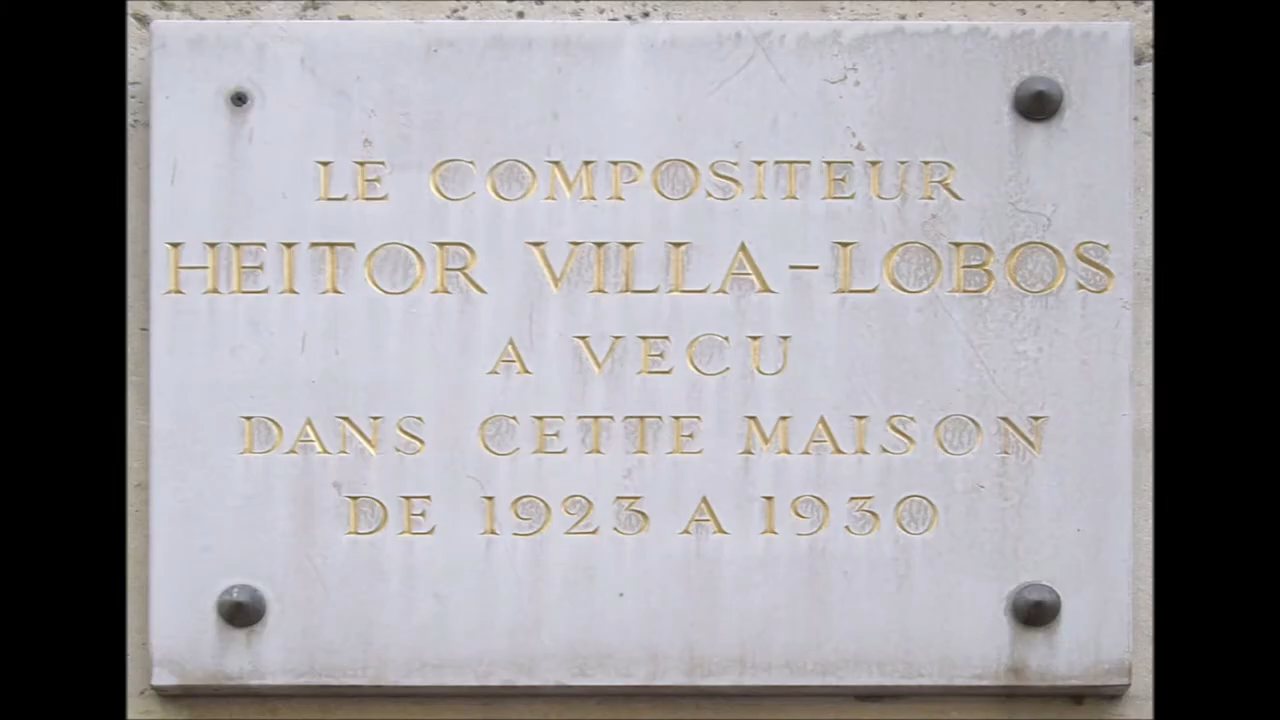 LE COMPOSITEUR
HEITOR VILLA-LOBOS
A VECU
DANS CETTE MAISON
DE 1923 A 1930